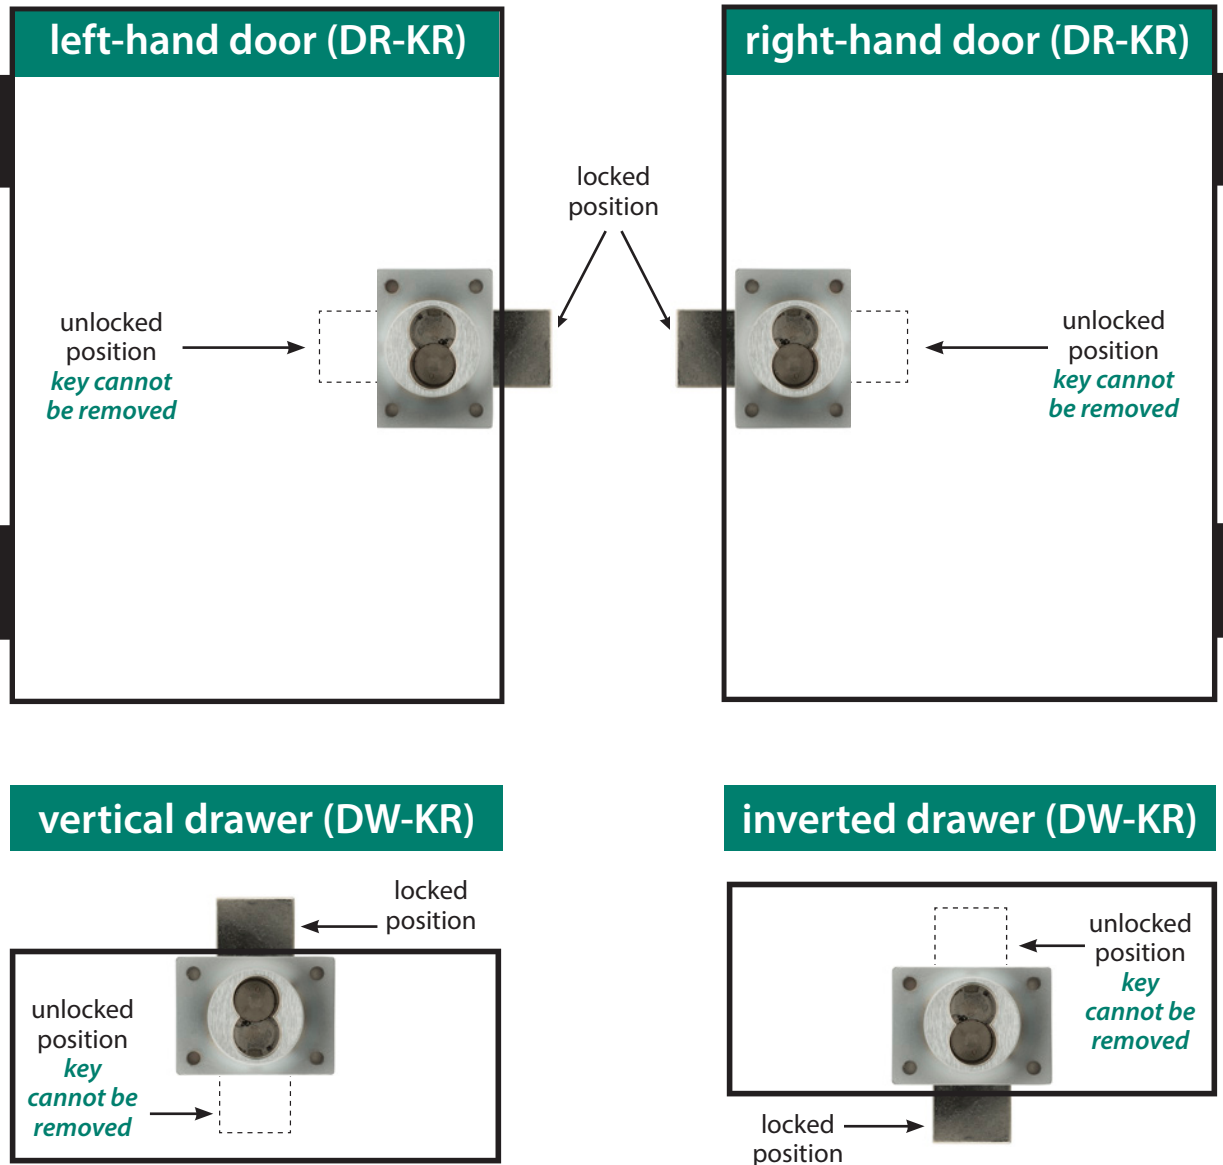 left-hand door (DR-KR)
right-hand door (DR-KR)
locked
position
unlocked
position
key cannot
be removed
unlocked
position
key cannot
be removed
vertical drawer (DW-KR)
inverted drawer (DW-KR)
locked
position
unlocked
position
key
cannot be
removed
unlocked
position
key
cannot be
removed
locked
position